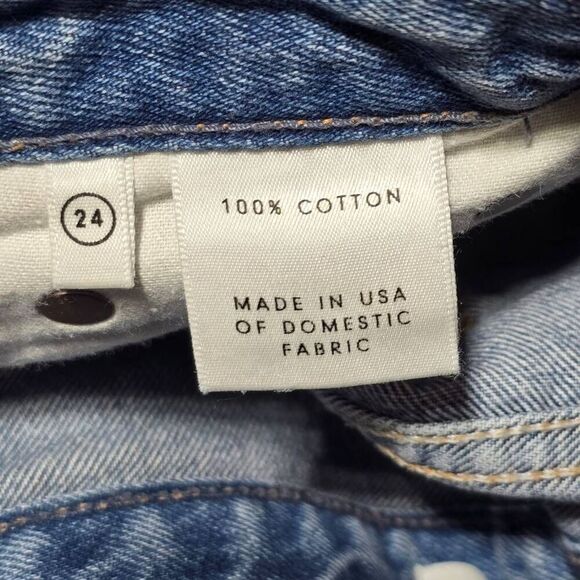 24
100% COTTON
MADE IN USA
OF DOMESTIC
FABRIC